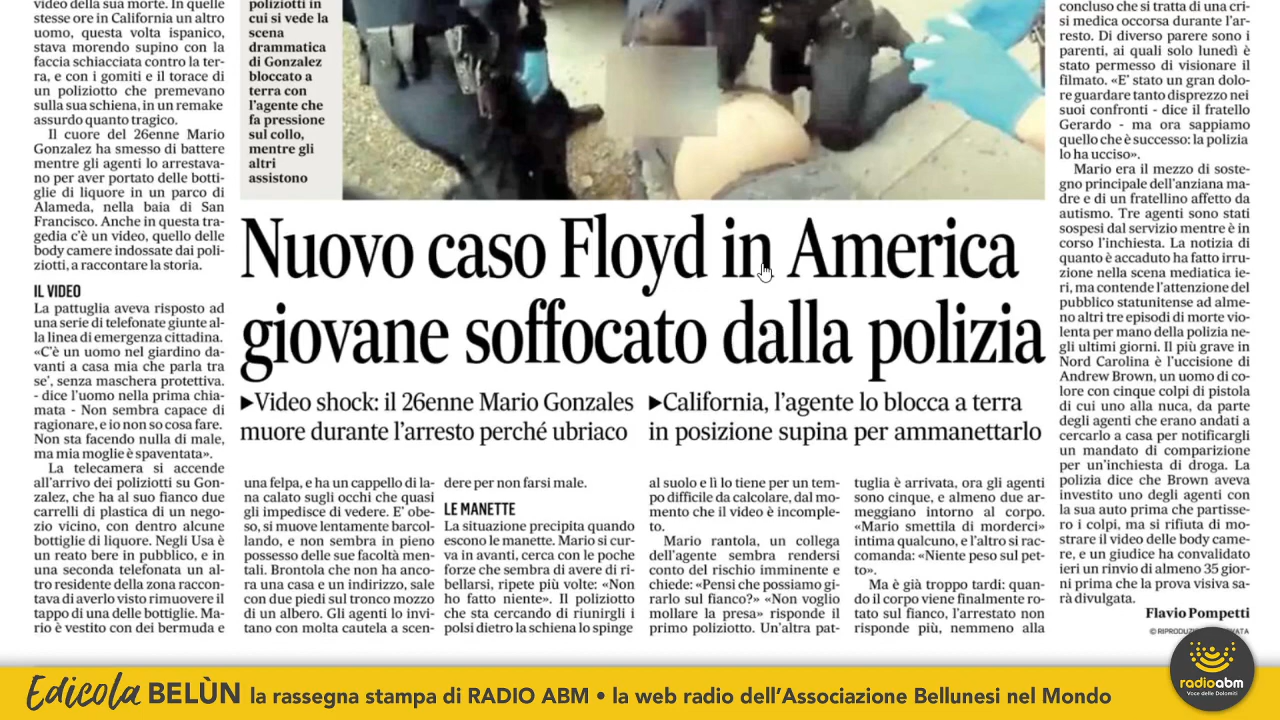 video della sua morte. In quelle
stesse ore in California un altro
uomo, questa volta ispanico,
stava morendo supino con la
faccia schiacciata contro la ter-
ra, e con i gomiti e il torace di
un poliziotto che premevano
sulla sua schiena, in un remake
assurdo quanto tragico.
Il cuore del 26enne Mario
Gonzalez ha smesso di battere
mentre gli agenti lo arrestava-
no per aver portato delle botti-
glie di liquore in un parco di
Alameda, nella baia di San
Francisco. Anche in questa tra-
gedia c'è un video, quello delle
body camere indossate dai poli-
ziotti, a raccontare la storia.
IL VIDEO
La pattuglia aveva risposto ad
una serie di telefonate giunte al-
la linea di emergenza cittadina.
«C'è un uomo nel giardino da-
vanti a casa mia che parla tra
se', senza maschera protettiva.
- dice l'uomo nella prima chia-
mata - Non sembra capace di
ragionare, e io non so cosa fare.
Non sta facendo nulla di male,
ma mia moglie è spaventata».
La telecamera si accende
all'arrivo dei poliziotti su Gon-
zalez, che ha al suo fianco due
carrelli di plastica di un nego-
zio vicino, con dentro alcune
bottiglie di liquore. Negli Usa è
un reato bere in pubblico, e in
una seconda telefonata un al-
tro residente della zona raccon-
tava di averlo visto rimuovere il
tappo di una delle bottiglie. Ma-
rio è vestito con dei bermuda e
poliziotti in
cui si vede la
scena
drammatica
di Gonzalez
bloccato a
terra con
l'agente che
fa pressione
sul collo,
mentre gli
altri
assistono
Nuovo caso Floyd in America
giovane soffocato dalla polizia
▶Video shock: il 26enne Mario Gonzales
muore durante l'arresto perché ubriaco
▶California, l'agente lo blocca a terra
in posizione supina per ammanettarlo
una felpa, e ha un cappello di la-
na calato sugli occhi che quasi
gli impedisce di vedere. E' obe-
so, si muove lentamente barcol-
lando, e non sembra in pieno
possesso delle sue facoltà men-
tali. Brontola che non ha anco-
ra una casa e un indirizzo, sale
con due piedi sul tronco mozzo
di un albero. Gli agenti lo invi-
tano con molta cautela a scen-
dere per non farsi male.
LE MANETTE
La situazione precipita quando
escono le manette. Mario si cur-
va in avanti, cerca con le poche
forze che sembra di avere di ri-
bellarsi, ripete più volte: «Non
ho fatto niente». Il poliziotto
che sta cercando di riunirgli i
polsi dietro la schiena lo spinge
al suolo e lì lo tiene per un tem-
po difficile da calcolare, dal mo-
mento che il video è incomple-
to.
Mario rantola, un collega
dell'agente sembra rendersi
conto del rischio imminente e
chiede: «Pensi che possiamo gi-
rarlo sul fianco?» «Non voglio
mollare la presa» risponde il
primo poliziotto. Un'altra pat-
tuglia è arrivata, ora gli agenti
sono cinque, e almeno due ar-
meggiano intorno al corpo.
«Mario smettila di morderci»
intima qualcuno, e l'altro si rac-
comanda: «Niente peso sul pet-
to».
Ma è già troppo tardi: quan-
do il corpo viene finalmente ro-
tato sul fianco, l'arrestato non
risponde più, nemmeno alla
concluso che si tratta di una cri-
si medica occorsa durante l'ar-
resto. Di diverso parere sono i
parenti, ai quali solo lunedì è
stato permesso di visionare il
filmato. «E' stato un gran dolo-
re guardare tanto disprezzo nei
suoi confronti - dice il fratello
Gerardo - ma ora sappiamo
quello che è successo: la polizia
lo ha ucciso».
Mario era il mezzo di soste-
gno principale dell'anziana ma-
dre e di un fratellino affetto da
autismo. Tre agenti sono stati
sospesi dal servizio mentre è in
corso l'inchiesta. La notizia di
quanto è accaduto ha fatto irru-
zione nella scena mediatica ie-
ri, ma contende l'attenzione del
pubblico statunitense ad alme-
no altri tre episodi di morte vio-
lenta per mano della polizia ne-
gli ultimi giorni. Il più grave in
Nord Carolina è l'uccisione di
Andrew Brown, un uomo di co-
lore con cinque colpi di pistola
di cui uno alla nuca, da parte
degli agenti che erano andati a
cercarlo a casa per notificargli
un mandato di comparizione
per un'inchiesta di droga. La
polizia dice che Brown aveva
investito uno degli agenti con
la sua auto prima che partisse-
ro i colpi, ma si rifiuta di mo-
strare il video delle body came-
re, e un giudice ha convalidato
ieri un rinvio di almeno 35 gior-
ni prima che la prova visiva sa-
rà divulgata.
Flavio Pompetti
Edicola BELÙN la rassegna stampa di RADIO ABM • la web radio dell'Associazione Bellunesi nel Mondo
radioabm
Voce delle Dolomiti